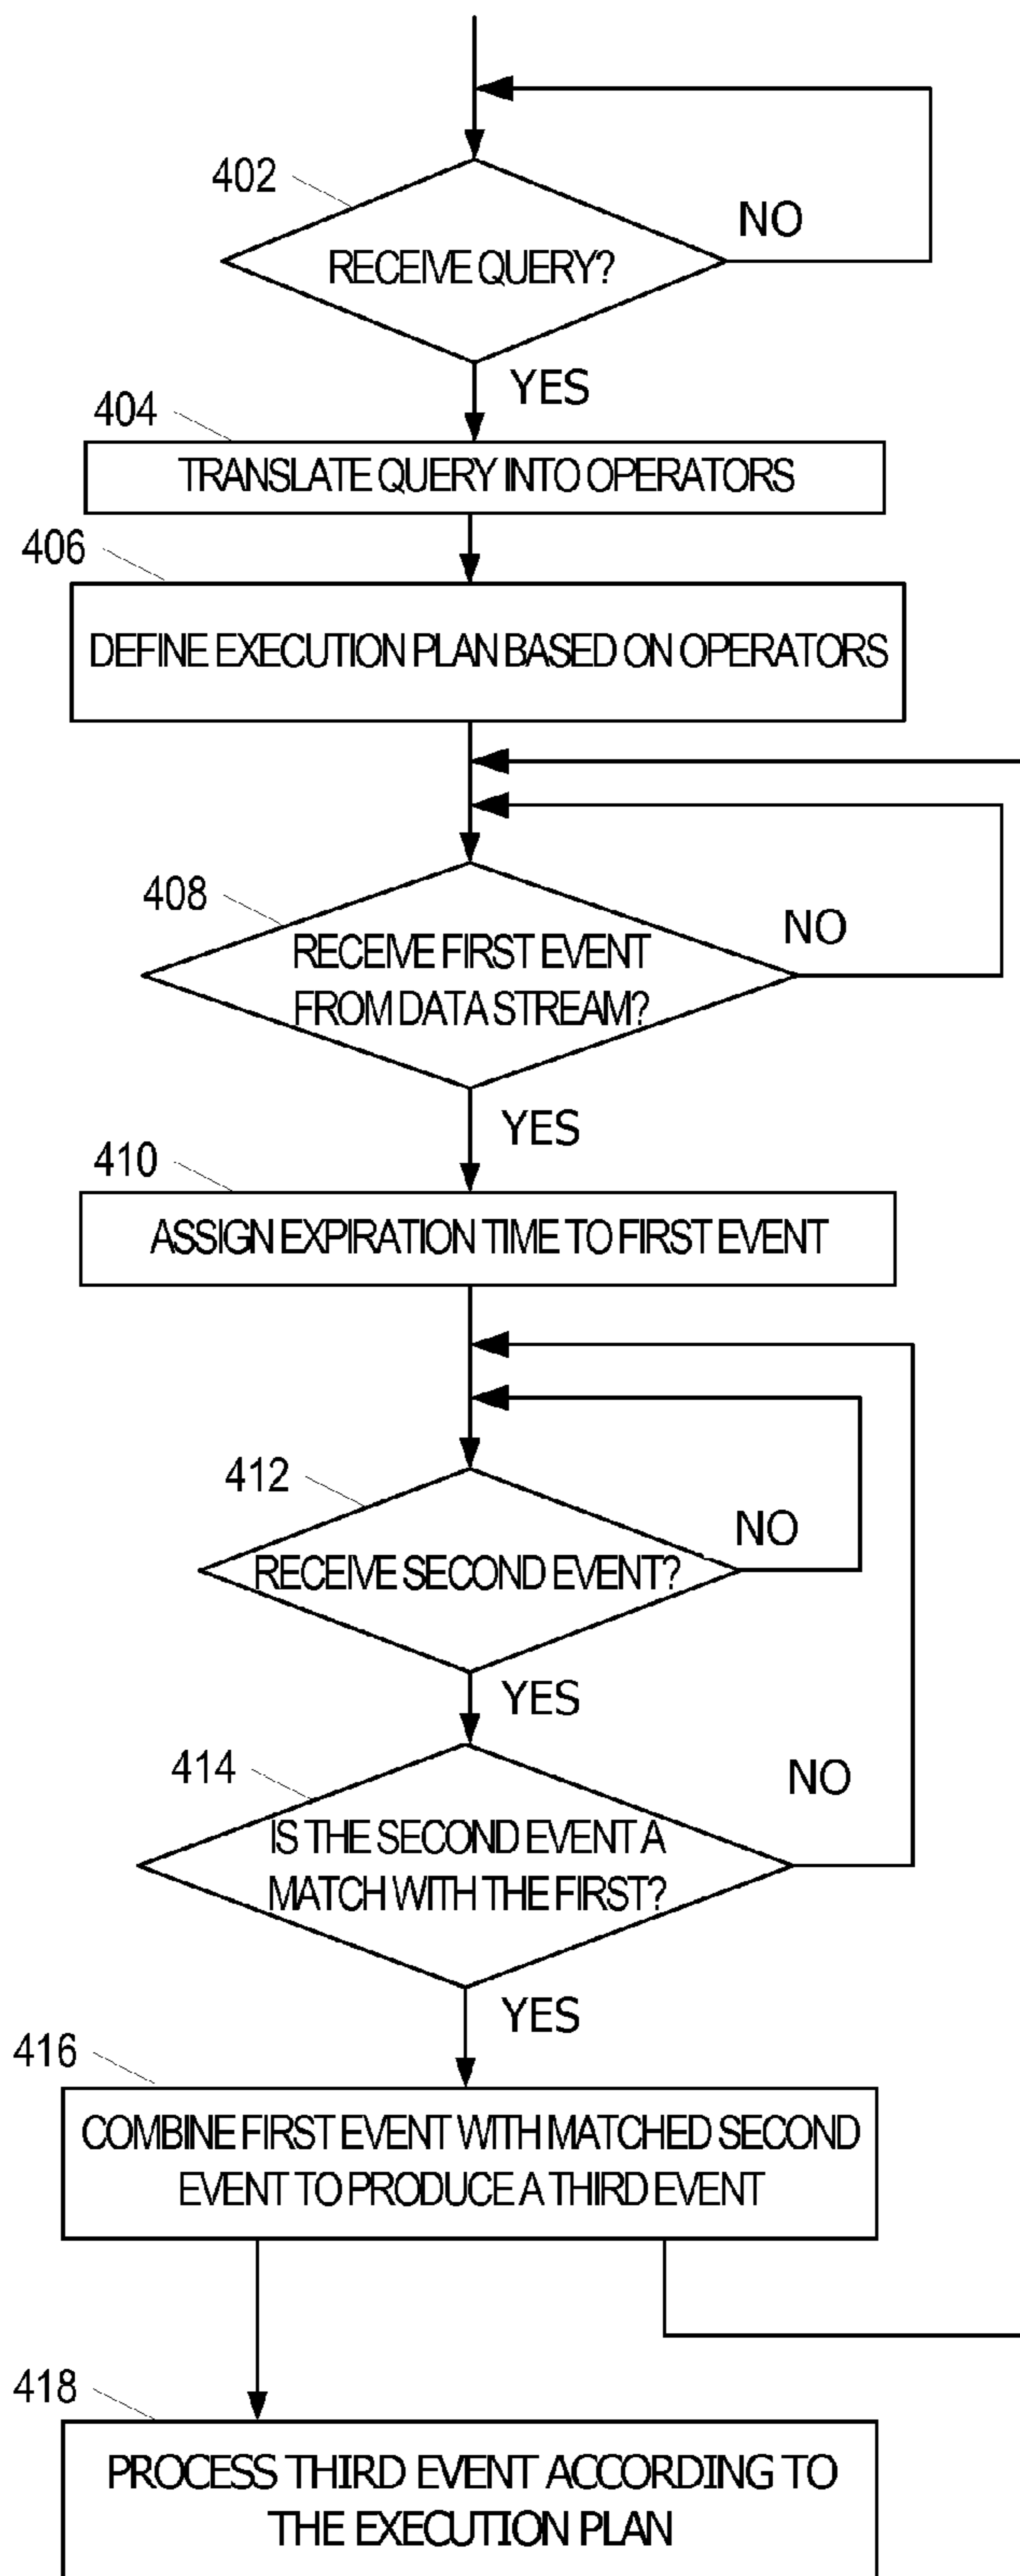 402
NO
RECEIVE QUERY?
YES
404
TRANSLATE QUERY INTO OPERATORS
406
DEFINE EXECUTION PLAN BASED ON OPERATORS
408
NO
RECEIVE FIRST EVENT
FROM DATA STREAM?
YES
410
ASSIGN EXPIRATION TIME TO FIRST EVENT
412
NO
RECEIVE SECOND EVENT?
YES
414
NO
IS THE SECOND EVENT A
MATCH WITH THE FIRST?
YES
416
COMBINE FIRST EVENT WITH MATCHED SECOND
EVENT TO PRODUCE A THIRD EVENT
418
PROCESS THIRD EVENT ACCORDING TO
THE EXECUTION PLAN